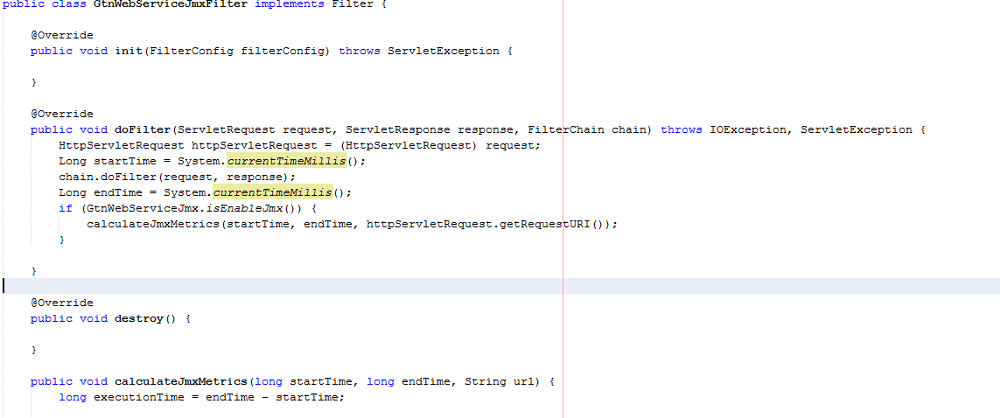 public class GtnWebServiceJmxFilter implements Filter {
@Override
public void init(FilterConfig filterConfig) throws ServletException {
}
@Override
public void doFilter(ServletRequest request, ServletResponse response, FilterChain chain) throws IOException, ServletException {
HttpServletRequest httpServletRequest = (HttpServletRequest) request;
Long startTime = System.currentTimeMillis();
chain.doFilter(request, response);
Long endTime = System.currentTimeMillis();
if (GtnWebServiceJmx.isEnableJmx()) {
calculateJmxMetrics(startTime, endTime, httpServletRequest.getRequestURI());
}
}
@Override
public void destroy() {
}
public void calculateJmxMetrics(long startTime, long endTime, String url) {
long executionTime = endTime - startTime;